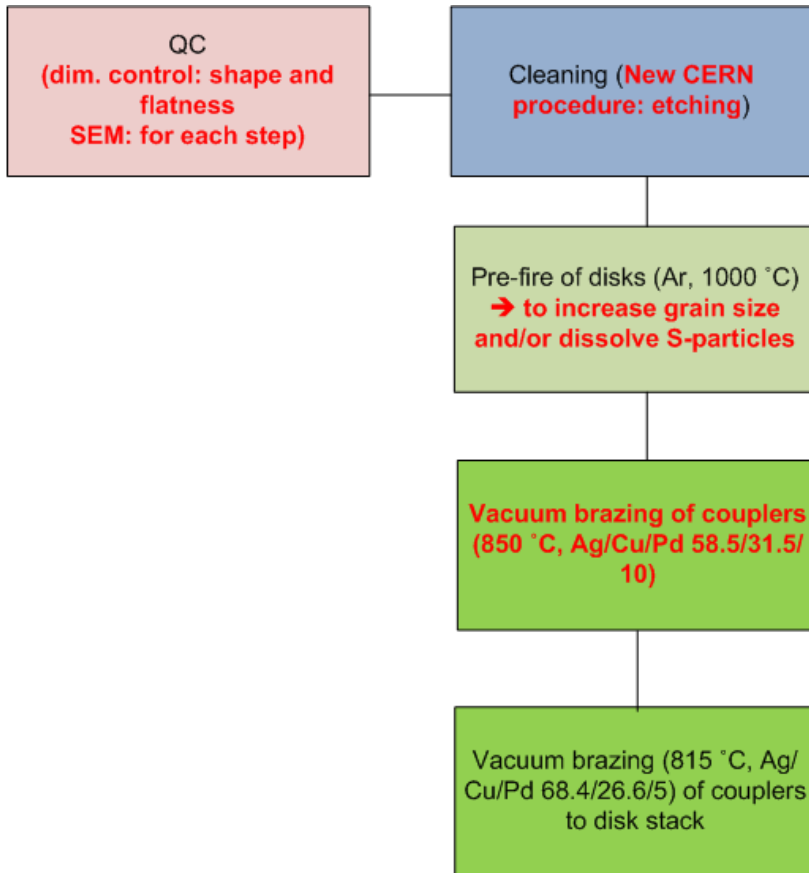 QC
(dim. control: shape and
flatness
SEM: for each step)
Cleaning (New CERN
procedure: etching)
Pre-fire of disks (Ar, 1000 ˚C)
➔ to increase grain size
and/or dissolve S-particles
Vacuum brazing of couplers
(850 ˚C, Ag/Cu/Pd 58.5/31.5/
10)
Vacuum brazing (815 ˚C, Ag/
Cu/Pd 68.4/26.6/5) of couplers
to disk stack